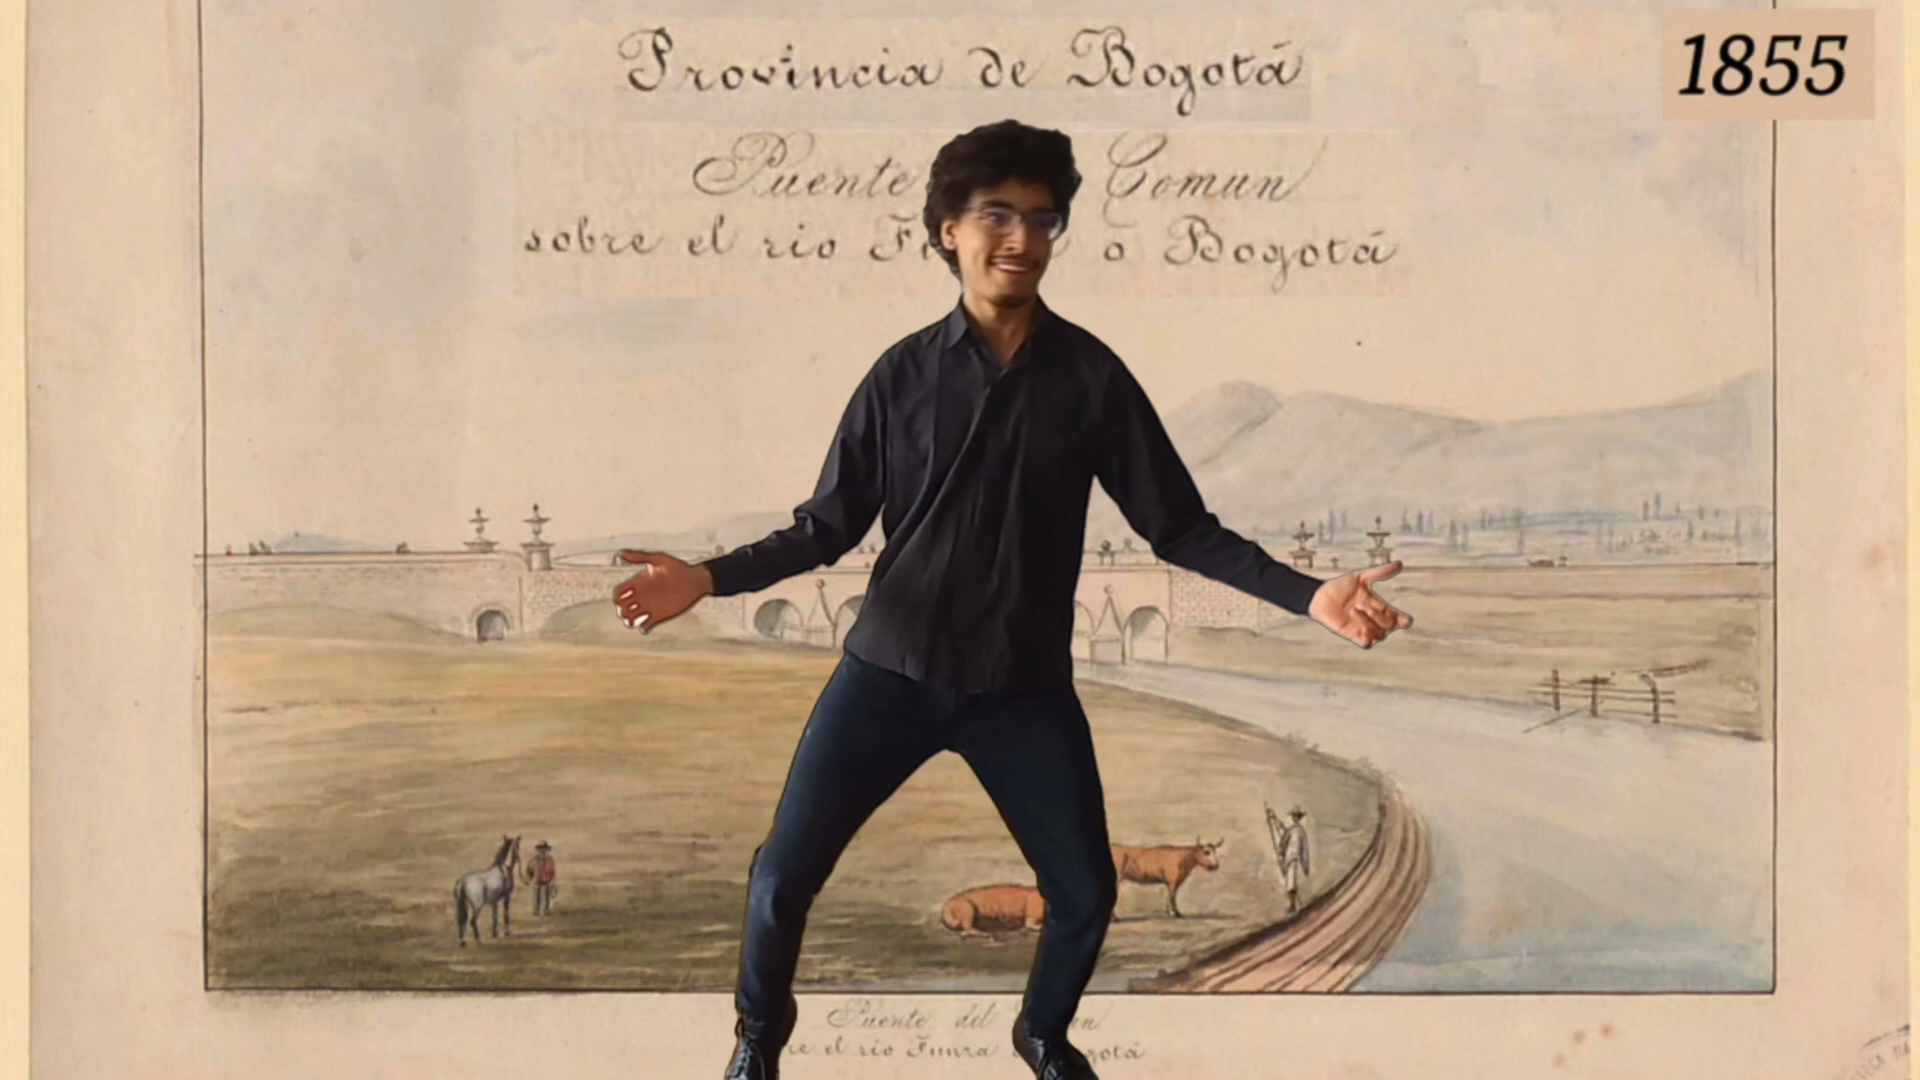 Provincia de Bogotá
1855
Puente Comun
sobre el rio o Bogotá
Puente del
el rio Funza